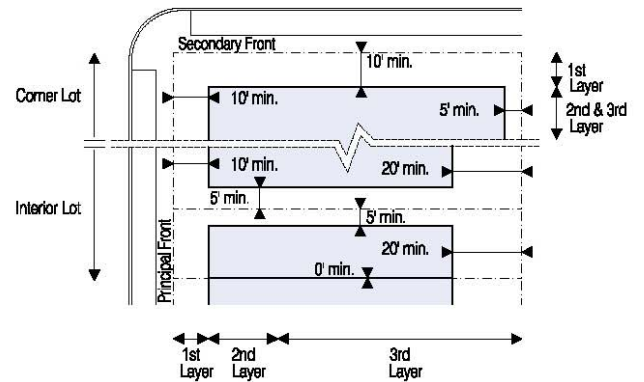 Secondary Front
10' min.
1st
Layer
Corner Lot
10' min.
5' min.
2nd & 3rd
Layer
10' min.
20' min.
5' min.
Interior Lot
5' min.
Principal Front
20' min.
0' min.
1st
Layer
2nd
Layer
3rd
Layer